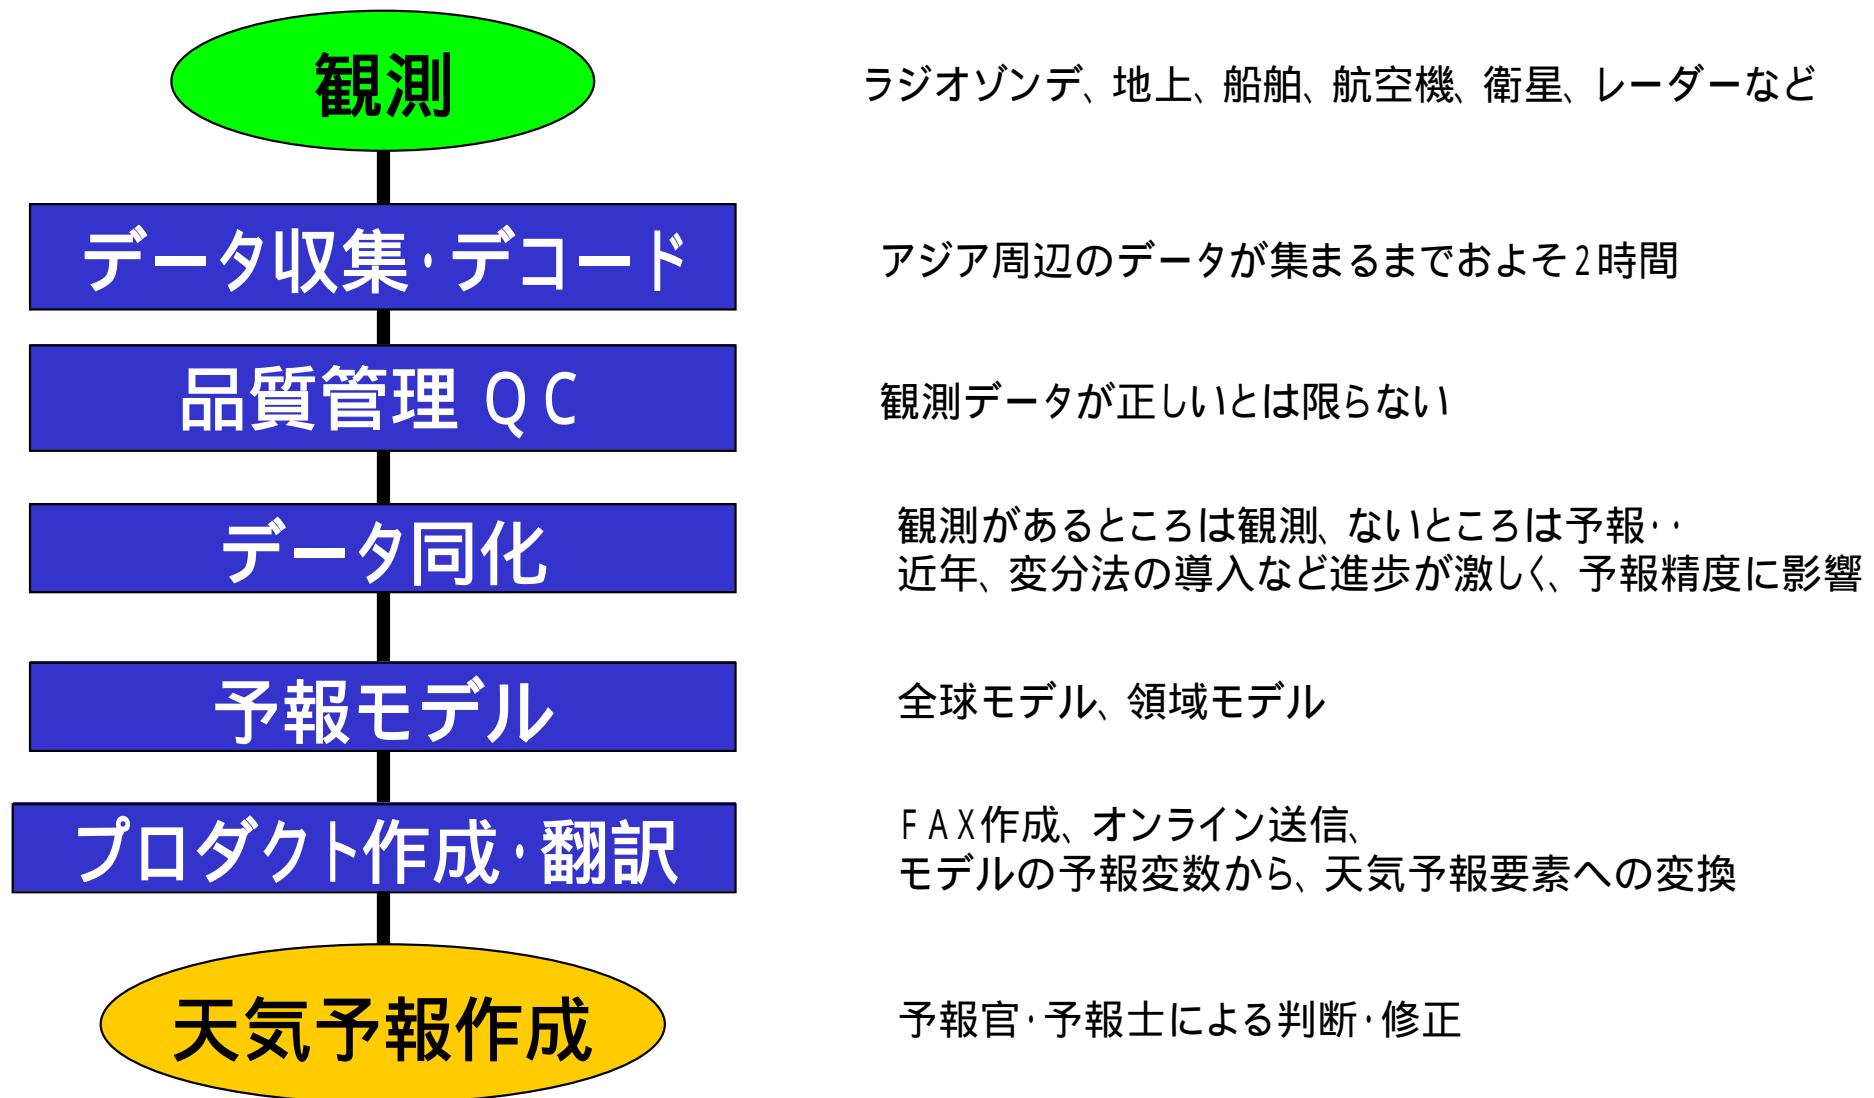 観測
ラジオゾンデ、地上、船舶、航空機、衛星、レーダーなど
データ収集・デコード
アジア周辺のデータが集まるまでおよそ2時間
品質管理 QC
観測データが正しいとは限らない
データ同化
観測があるところは観測、ないところは予報・・
近年、変分法の導入など進歩が激しく、予報精度に影響
予報モデル
全球モデル、領域モデル
プロダクト作成・翻訳
FAX作成、オンライン送信、
モデルの予報変数から、天気予報要素への変換
天気予報作成
予報官・予報士による判断・修正